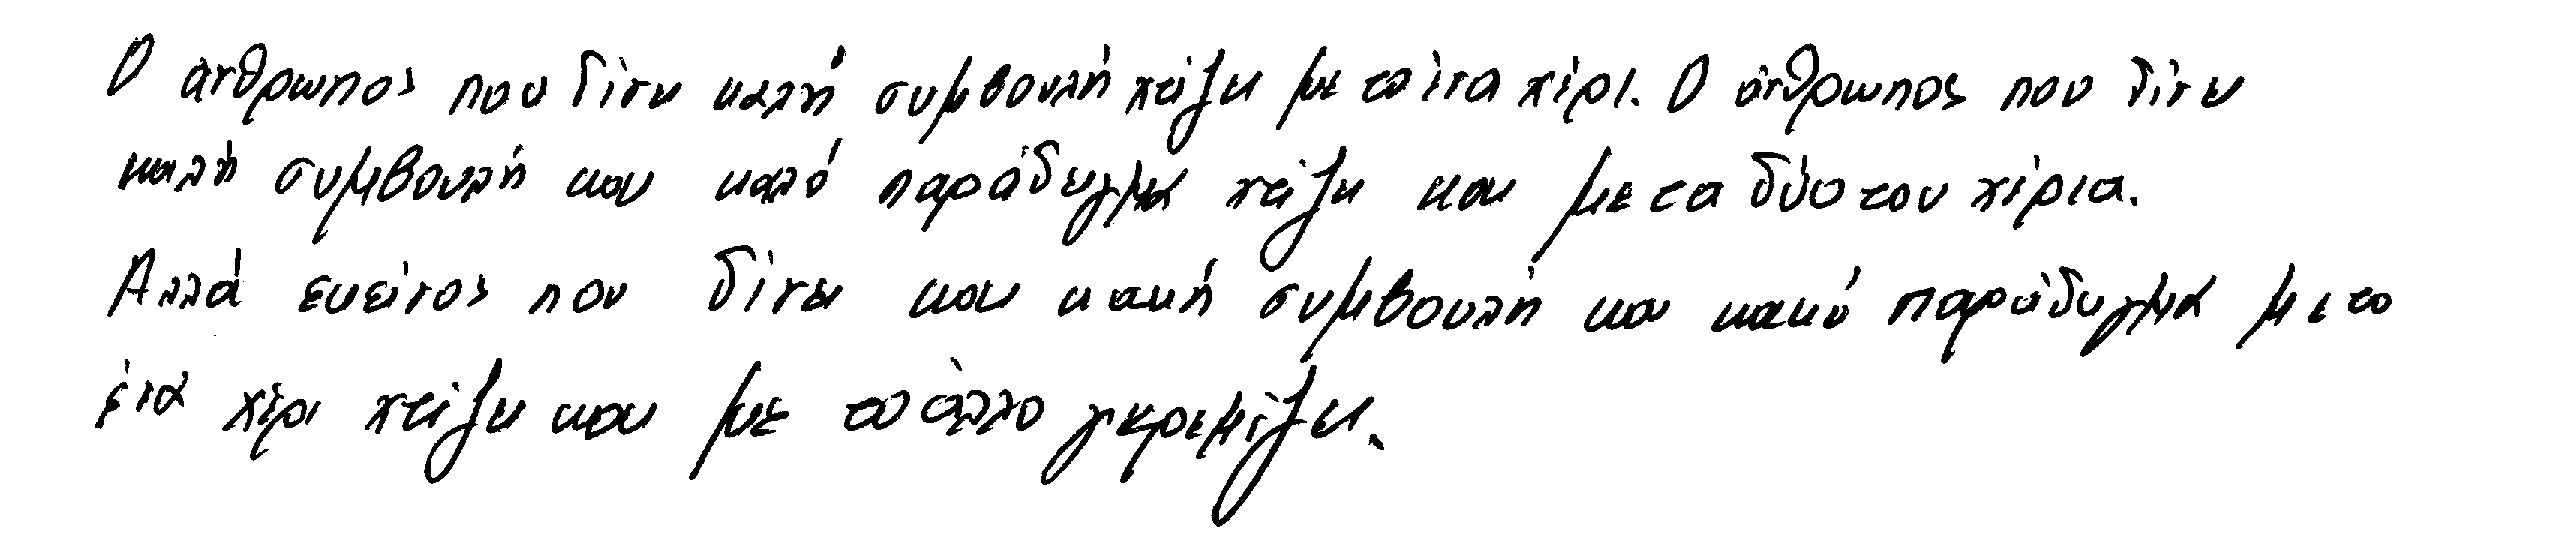 Ο άνθρωπος που δίνει καλή συμβουλή χτίζει με το ένα χέρι. Ο άνθρωπος που δίνει
καλή συμβουλή και καλό παράδειγμα χτίζει και με τα δύο του χέρια.
Αλλά εκείνος που δίνει και κακή συμβουλή και κακό παράδειγμα με το
ένα χέρι χτίζει και με το άλλο γκρεμίζει.